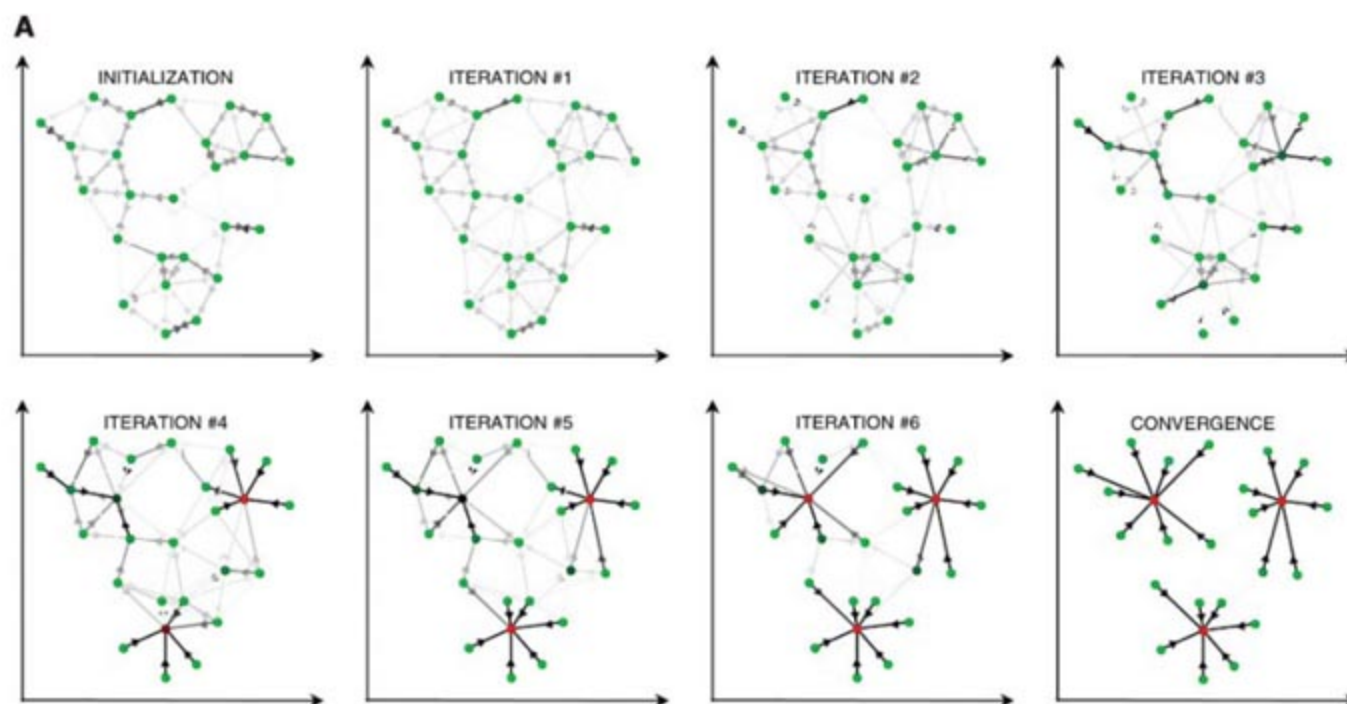 A
INITIALIZATION
ITERATION #1
ITERATION #2
ITERATION #3
ITERATION #4
ITERATION #5
ITERATION #6
CONVERGENCE